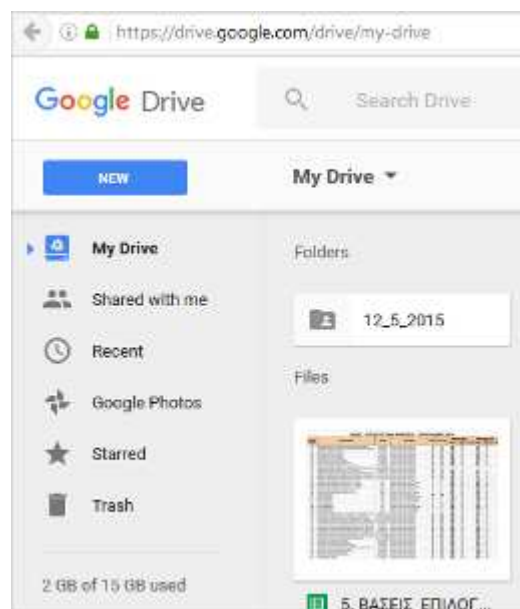 https://drive.google.com/drive/my-drive
Google Drive
Search Drive
NEW
My Drive
My Drive
Shared with me
Recent
Google Photos
Starred
Trash
2 GB of 15 GB used
Folders
12_5_2015
Files
5. ΒΑΣΕΙΣ ΕΠΙΛΟΓ...